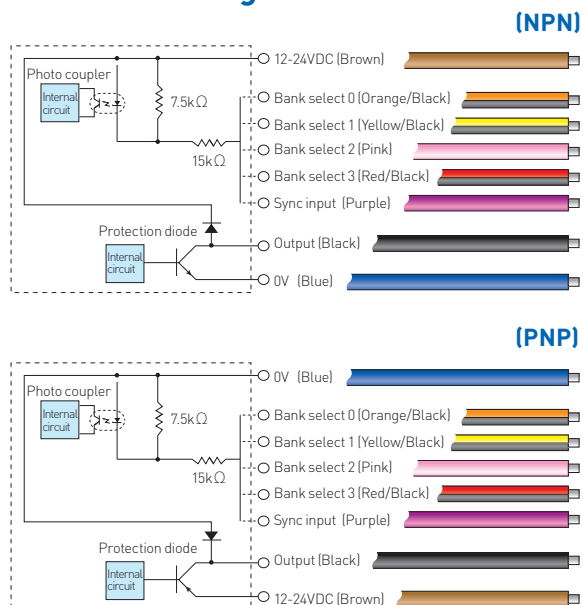 (NPN)
12-24VDC (Brown)
Photo coupler
Internal
circuit
7.5kΩ
Bank select 0 (Orange/Black)
Bank select 1 (Yellow/Black)
15kΩ
Bank select 2 (Pink)
Bank select 3 (Red/Black)
Sync input (Purple)
Protection diode
Output (Black)
Internal
circuit
0V (Blue)
(PNP)
0V (Blue)
Photo coupler
Internal
circuit
7.5kΩ
Bank select 0 (Orange/Black)
Bank select 1 (Yellow/Black)
15kΩ
Bank select 2 (Pink)
Bank select 3 (Red/Black)
Sync input (Purple)
Protection diode
Output (Black)
Internal
circuit
12-24VDC (Brown)